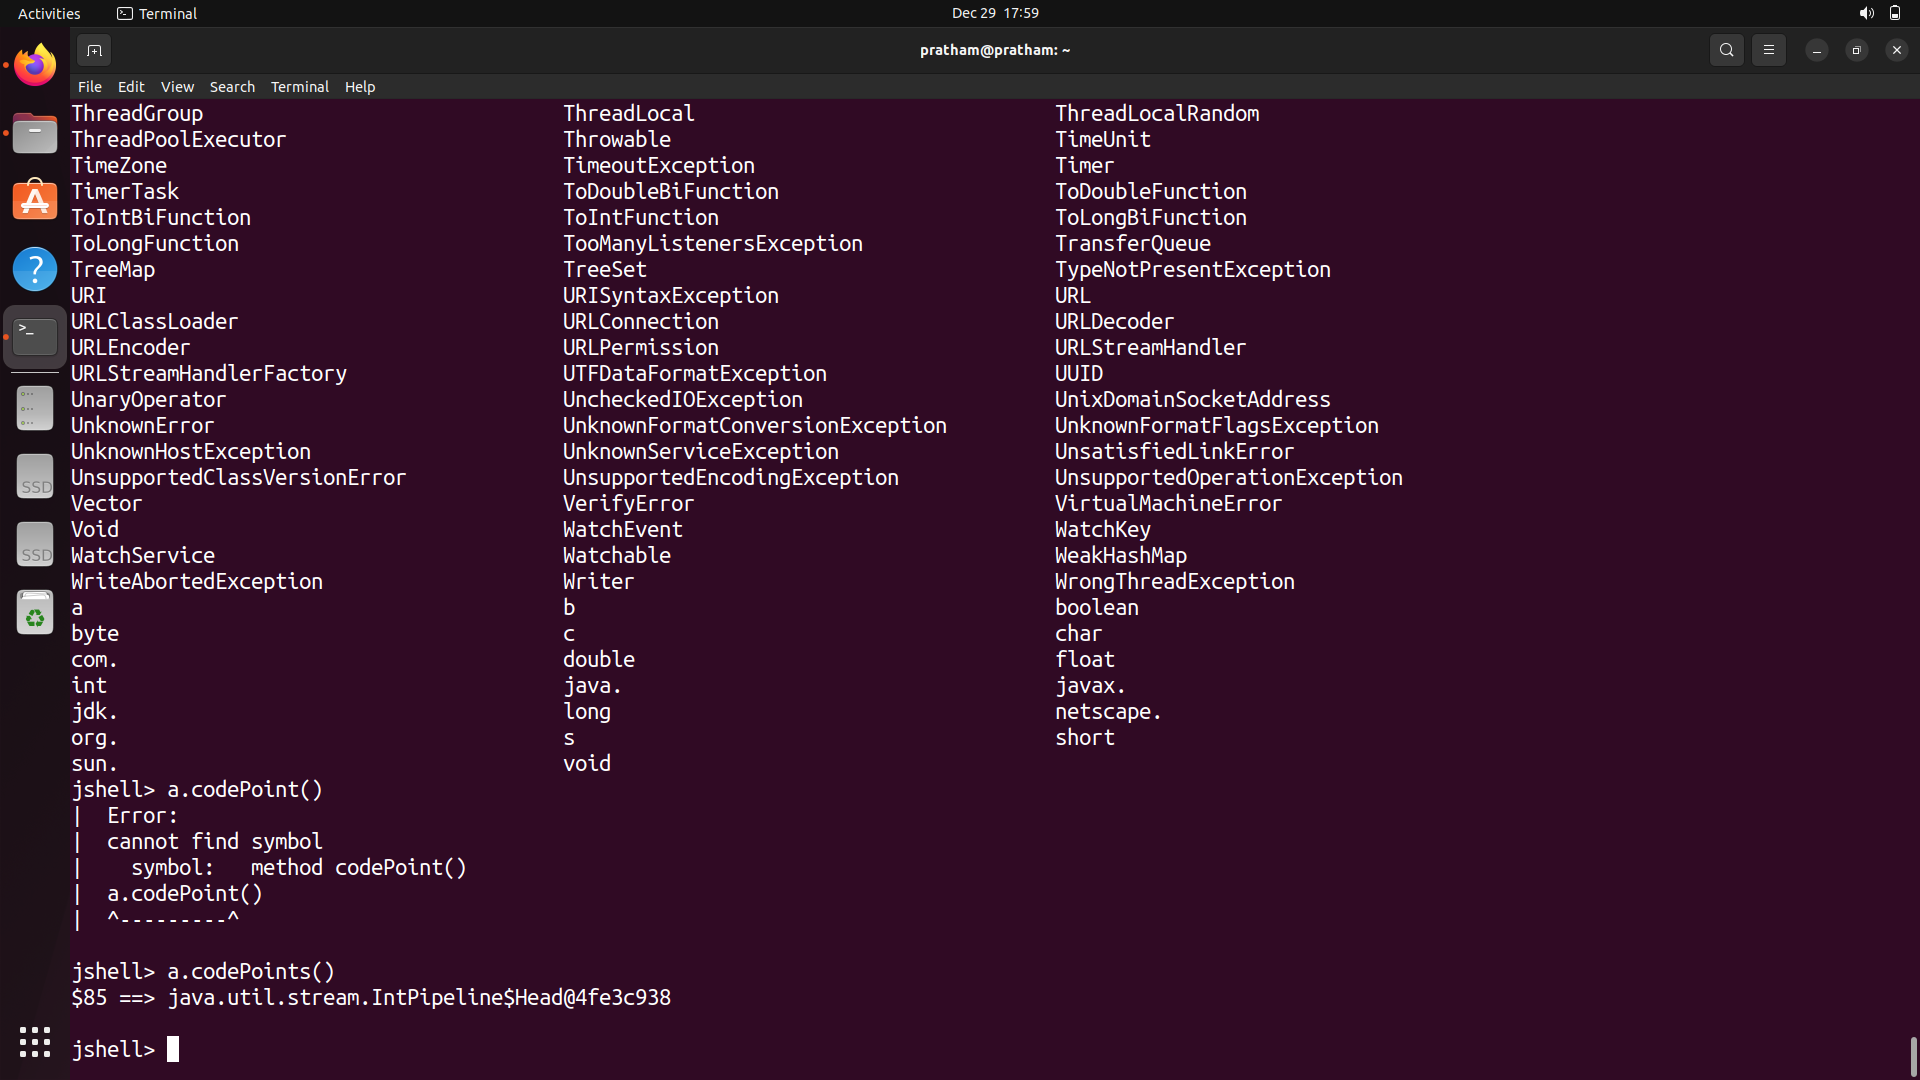 Activities Terminal Dec 29 17:59
pratham@pratham: ~
File Edit View Search Terminal Help
ThreadGroup ThreadLocal ThreadLocalRandom
ThreadPoolExecutor Throwable TimeUnit
TimeZone TimeoutException Timer
TimerTask ToDoubleBiFunction ToDoubleFunction
ToIntBiFunction ToIntFunction ToLongBiFunction
ToLongFunction TooManyListenersException TransferQueue
TreeMap TreeSet TypeNotPresentException
URI URISyntaxException URL
URLClassLoader URLConnection URLDecoder
URLEncoder URLPermission URLStreamHandler
URLStreamHandlerFactory UTFDataFormatException UUID
UnaryOperator UncheckedIOException UnixDomainSocketAddress
UnknownError UnknownFormatConversionException UnknownFormatFlagsException
UnknownHostException UnknownServiceException UnsatisfiedLinkError
UnsupportedClassVersionError UnsupportedEncodingException UnsupportedOperationException
Vector VerifyError VirtualMachineError
Void WatchEvent WatchKey
WatchService Watchable WeakHashMap
WriteAbortedException Writer WrongThreadException
a b boolean
byte c char
com. double float
int java. javax.
jdk. long netscape.
org. s short
sun. void
jshell> a.codePoint()
|  Error:
|  cannot find symbol
|    symbol:   method codePoint()
|  a.codePoint()
|  ^---------^
jshell> a.codePoints()
$85 ==> java.util.stream.IntPipeline$Head@4fe3c938
jshell>
>_
SSD
SSD